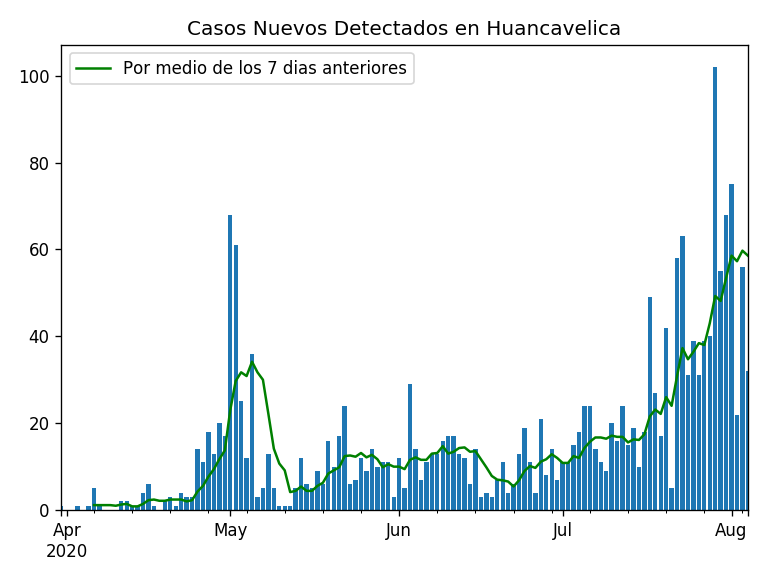 Casos Nuevos Detectados en Huancavelica
Por medio de los 7 dias anteriores
100
80
60
40
20
0
Apr May Jun Jul Aug
2020